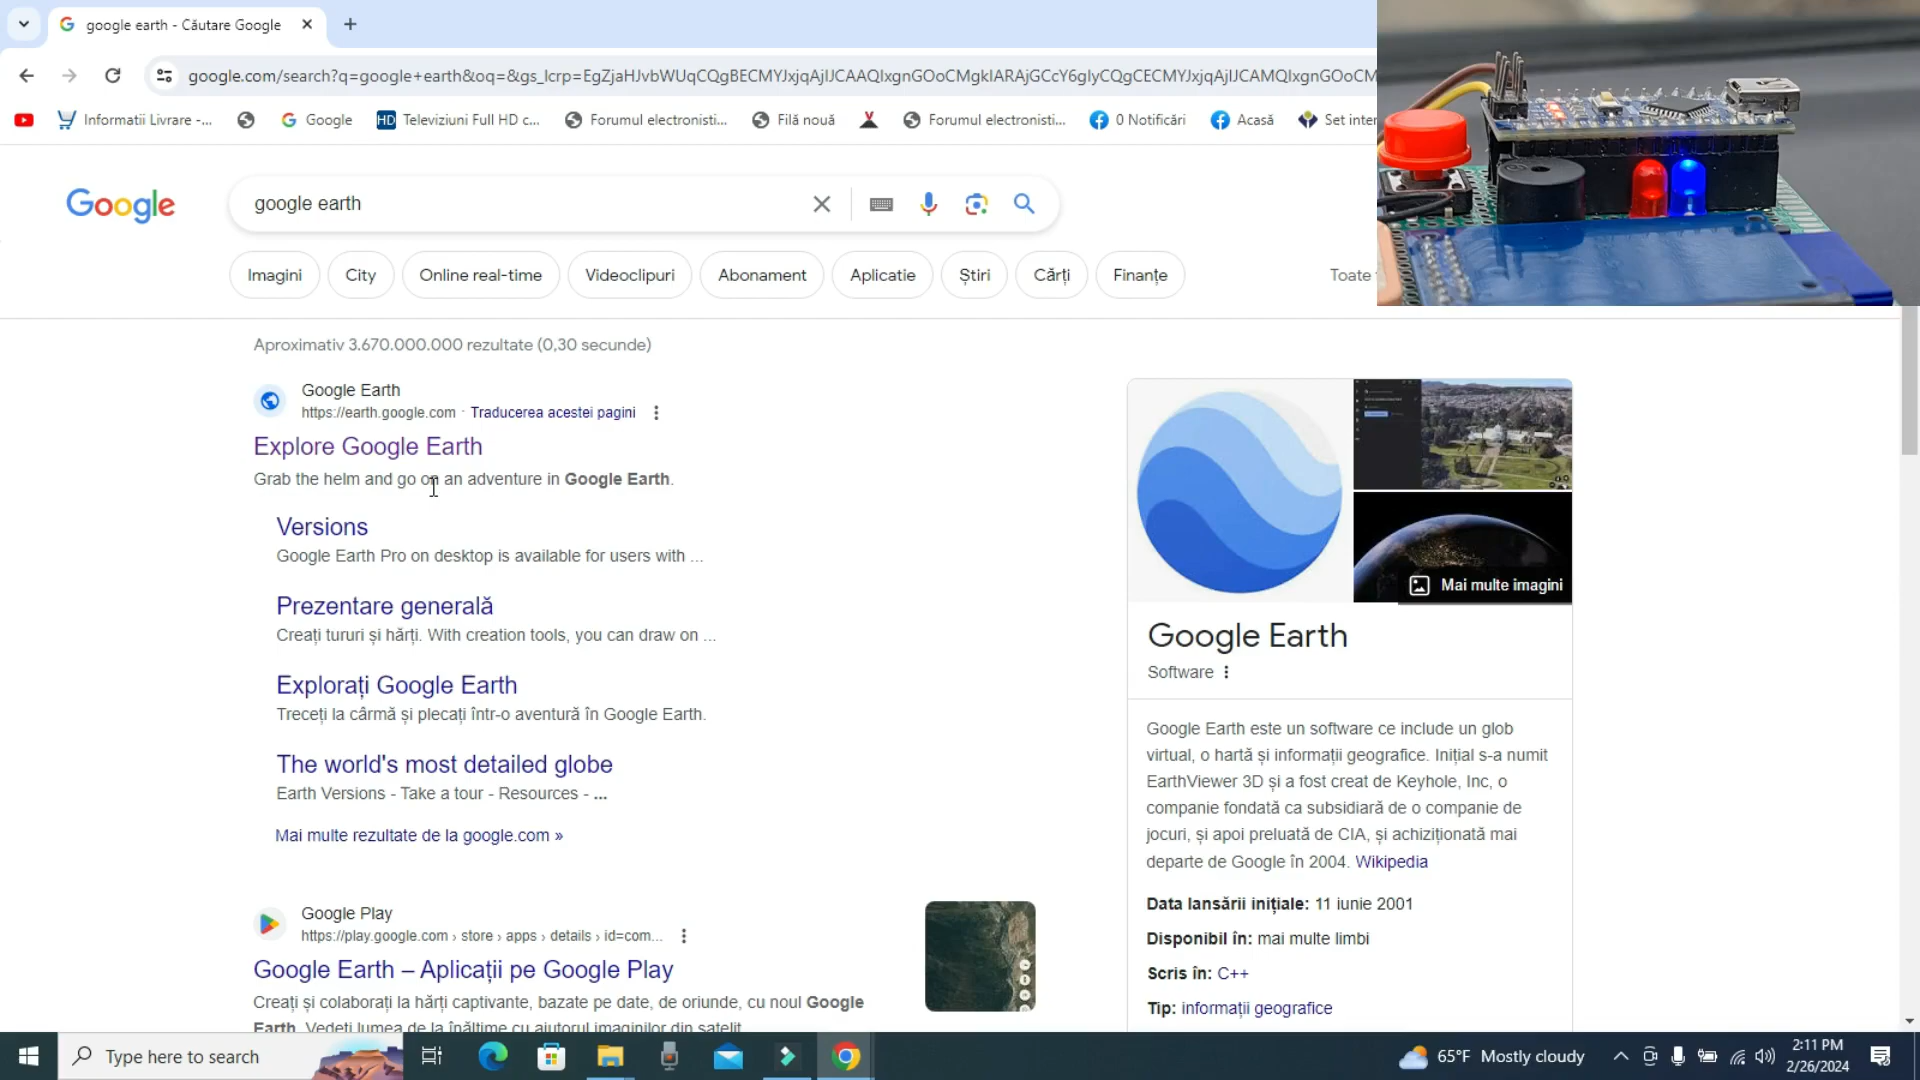 google earth - Căutare Google
google.com/search?q=google+earth&oq=&gs_lcrp=EgZjaHJvbWUqCQgBECMYJxjqAjIJCAAQIxgnGOoCMgkIARAjGCcY6gIyCQgCECMYJxjqAjIJCAMQIxgnGOoCM
Informatii Livrare -...
Google
HD
Televiziuni Full HD c...
Forumul electronisti...
Filă nouă
Forumul electronisti...
0 Notificări
Acasă
Set inter
Google
google earth
Imagini
City
Online real-time
Videoclipuri
Abonament
Aplicatie
Știri
Cărți
Finanțe
Toate
Aproximativ 3.670.000.000 rezultate (0,30 secunde)
Google Earth
https://earth.google.com · Traducerea acestei pagini
Explore Google Earth
Grab the helm and go on an adventure in Google Earth.
Versions
Google Earth Pro on desktop is available for users with ...
Prezentare generală
Creați tururi și hărți. With creation tools, you can draw on ...
Explorați Google Earth
Treceți la cârmă și plecați într-o aventură în Google Earth.
The world's most detailed globe
Earth Versions - Take a tour - Resources - ...
Mai multe rezultate de la google.com »
Google Play
https://play.google.com › store › apps › details › id=com...
Google Earth – Aplicații pe Google Play
Creați și colaborați la hărți captivante, bazate pe date, de oriunde, cu noul Google
Earth. Vedeți lumea de la înălțime cu ajutorul imaginilor din satelit
Mai multe imagini
Google Earth
Software
Google Earth este un software ce include un glob
virtual, o hartă și informații geografice. Inițial s-a numit
EarthViewer 3D și a fost creat de Keyhole, Inc, o
companie fondată ca subsidiară de o companie de
jocuri, și apoi preluată de CIA, și achiziționată mai
departe de Google în 2004. Wikipedia
Data lansării inițiale: 11 iunie 2001
Disponibil în: mai multe limbi
Scris în: C++
Tip: informații geografice
Type here to search
65°F Mostly cloudy
2:11 PM
2/26/2024